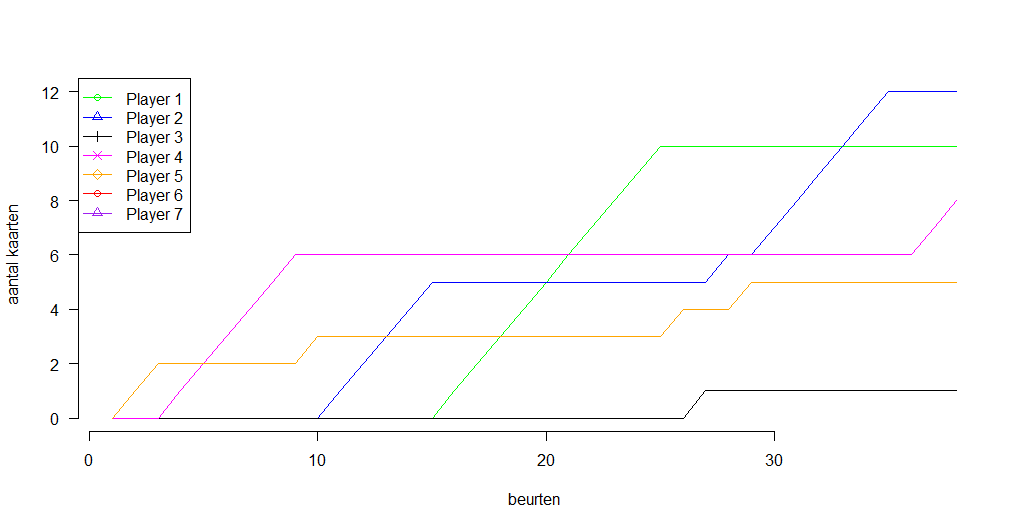 12
10
8
6
4
2
0
aantal kaarten
Player 1
Player 2
Player 3
Player 4
Player 5
Player 6
Player 7
0 10 20 30
beurten